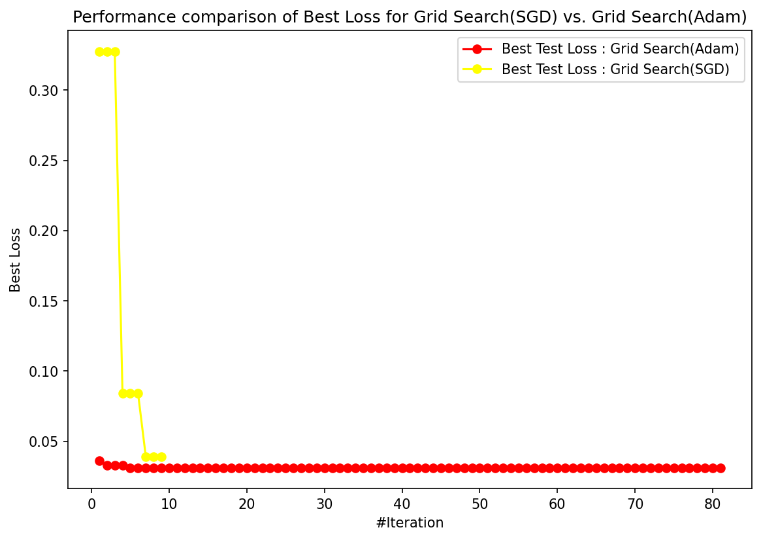 Performance comparison of Best Loss for Grid Search(SGD) vs. Grid Search(Adam)
Best Test Loss : Grid Search(Adam)
Best Test Loss : Grid Search(SGD)
0.30
0.25
0.20
0.15
0.10
0.05
Best Loss
0 10 20 30 40 50 60 70 80
#Iteration